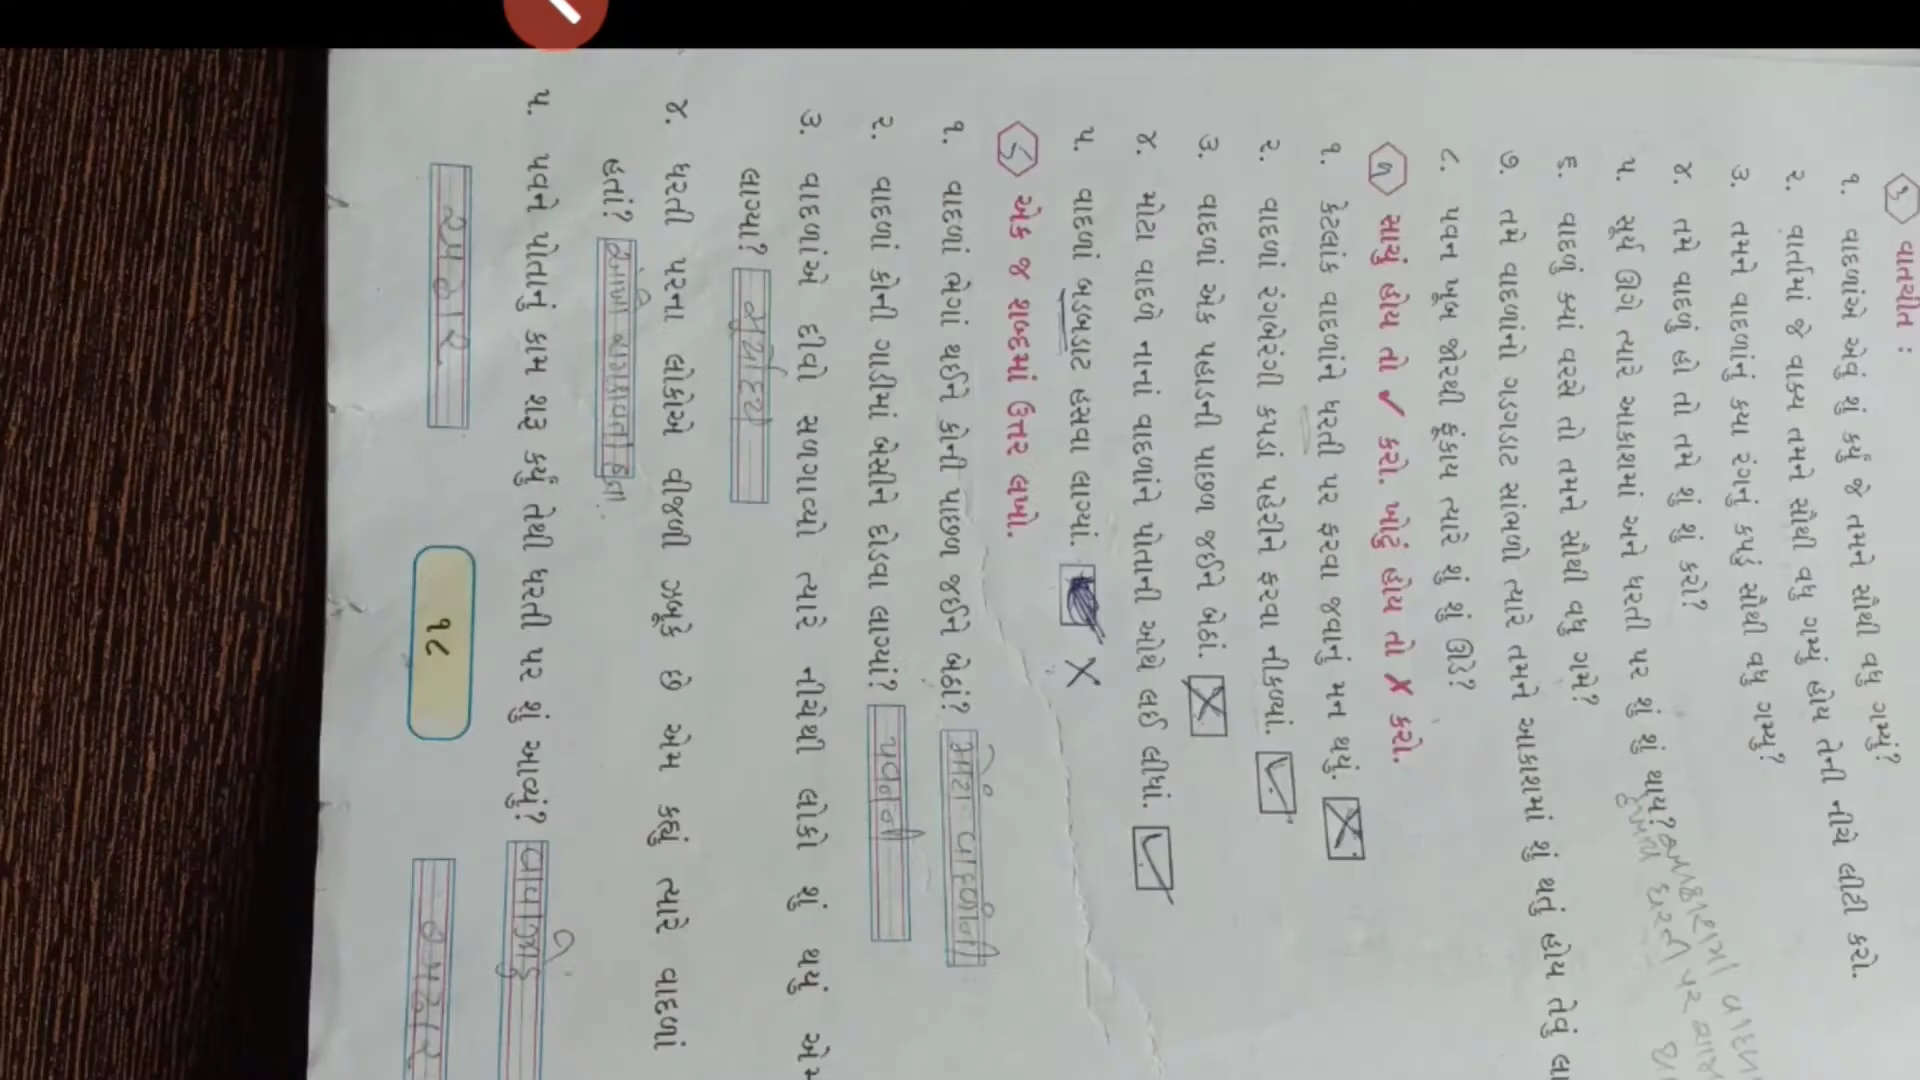 વાતચીત :
૧. વાદળાંએ એવું શું કર્યું જે તમને સૌથી વધુ ગમ્યું?
૨. વાર્તામાં જે વાક્ય તમને સૌથી વધુ ગમ્યું હોય તેની નીચે લીટી કરો.
૩. તમને વાદળાંનું કયા રંગનું કપડું સૌથી વધુ ગમ્યું?
૪. તમે વાદળું હો તો તમે શું શું કરો?
૫. સૂર્ય ઊગે ત્યારે આકાશમાં અને ધરતી પર શું શું થાય?
૬. વાદળું ક્યાં વરસે તો તમને સૌથી વધુ ગમે?
૭. તમે વાદળાંનો ગડગડાટ સાંભળો ત્યારે તમને આકાશમાં શું થતું હોય તેવું લા
૮. પવન ખૂબ જોરથી ફૂંકાય ત્યારે શું શું ઊડે?
સાચું હોય તો ✓ કરો. ખોટું હોય તો ✗ કરો.
૧. કેટલાંક વાદળાંને ધરતી પર ફરવા જવાનું મન થયું. ✗
૨. વાદળાં રંગબેરંગી કપડાં પહેરીને ફરવા નીકળ્યાં. ✓
૩. વાદળાં એક પહાડની પાછળ જઈને બેઠાં. ✗
૪. મોટા વાદળે નાનાં વાદળાંને પોતાની ઓથે લઈ લીધાં. ✓
૫. વાદળાં ખડખડાટ હસવા લાગ્યાં. ✗
એક જ શબ્દમાં ઉત્તર લખો.
૧. વાદળાં ભેગાં થઈને કોની પાછળ જઈને બેઠાં? મોટા વાદળોની
૨. વાદળાં કોની ગાડીમાં બેસીને દોડવા લાગ્યાં? પવનની
૩. વાદળાંએ દીવો સળગાવ્યો ત્યારે નીચેથી લોકો શું થયું એમ
લાગ્યા? સુર્યોદય
૪. ધરતી પરના લોકોએ વીજળી ઝબૂકે છે એમ કહ્યું ત્યારે વાદળાં
હતાં?
૫. પવને પોતાનું કામ શરૂ કર્યું તેથી ધરતી પર શું આવ્યું? વાવાઝોડું
૧૮